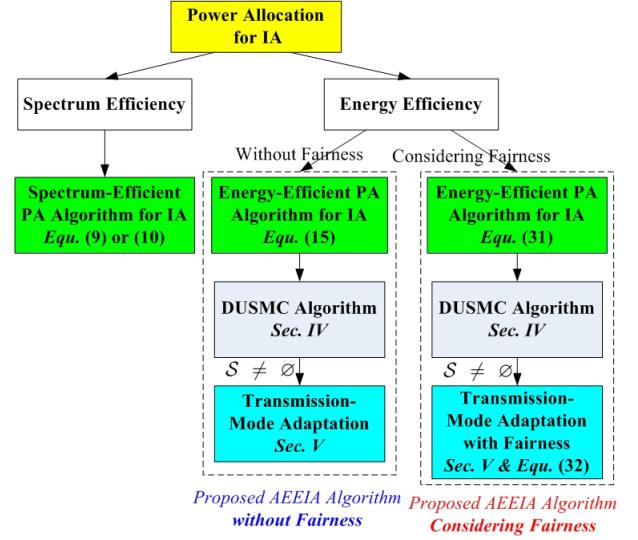 Power Allocation
for IA
Spectrum Efficiency
Energy Efficiency
Without Fairness
Considering Fairness
Spectrum-Efficient
PA Algorithm for IA
Equ. (9) or (10)
Energy-Efficient PA
Algorithm for IA
Equ. (15)
Energy-Efficient PA
Algorithm for IA
Equ. (31)
DUSMC Algorithm
Sec. IV
DUSMC Algorithm
Sec. IV
𝒮 ≠ ∅
𝒮 ≠ ∅
Transmission-
Mode Adaptation
Sec. V
Transmission-
Mode Adaptation
with Fairness
Sec. V & Equ. (32)
Proposed AEEIA Algorithm
without Fairness
Proposed AEEIA Algorithm
Considering Fairness